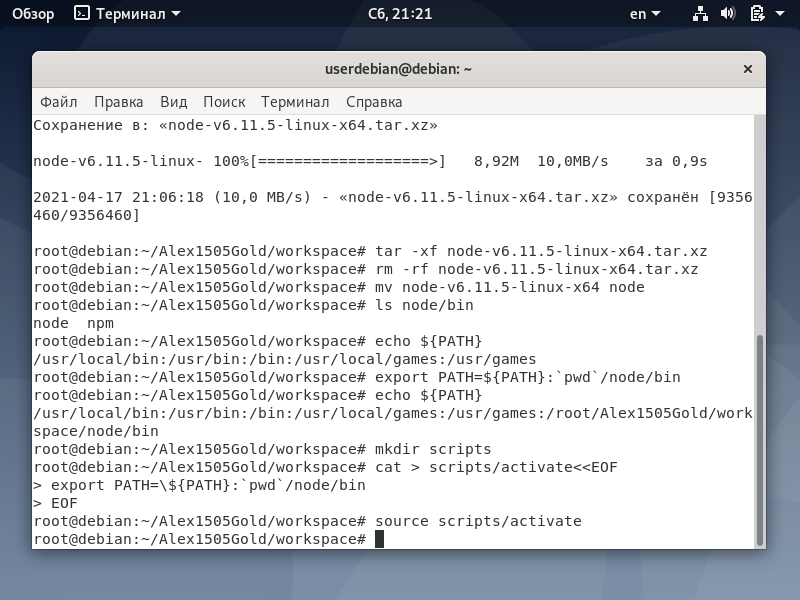 Обзор Терминал Сб, 21:21 en
userdebian@debian: ~ ×
Файл Правка Вид Поиск Терминал Справка
Сохранение в: «node-v6.11.5-linux-x64.tar.xz»
node-v6.11.5-linux- 100%[===================>] 8,92M 10,0MB/s за 0,9s
2021-04-17 21:06:18 (10,0 MB/s) - «node-v6.11.5-linux-x64.tar.xz» сохранён [9356
460/9356460]
root@debian:~/Alex1505Gold/workspace# tar -xf node-v6.11.5-linux-x64.tar.xz
root@debian:~/Alex1505Gold/workspace# rm -rf node-v6.11.5-linux-x64.tar.xz
root@debian:~/Alex1505Gold/workspace# mv node-v6.11.5-linux-x64 node
root@debian:~/Alex1505Gold/workspace# ls node/bin
node npm
root@debian:~/Alex1505Gold/workspace# echo ${PATH}
/usr/local/bin:/usr/bin:/bin:/usr/local/games:/usr/games
root@debian:~/Alex1505Gold/workspace# export PATH=${PATH}:`pwd`/node/bin
root@debian:~/Alex1505Gold/workspace# echo ${PATH}
/usr/local/bin:/usr/bin:/bin:/usr/local/games:/usr/games:/root/Alex1505Gold/work
space/node/bin
root@debian:~/Alex1505Gold/workspace# mkdir scripts
root@debian:~/Alex1505Gold/workspace# cat > scripts/activate<<EOF
> export PATH=\${PATH}:`pwd`/node/bin
> EOF
root@debian:~/Alex1505Gold/workspace# source scripts/activate
root@debian:~/Alex1505Gold/workspace#